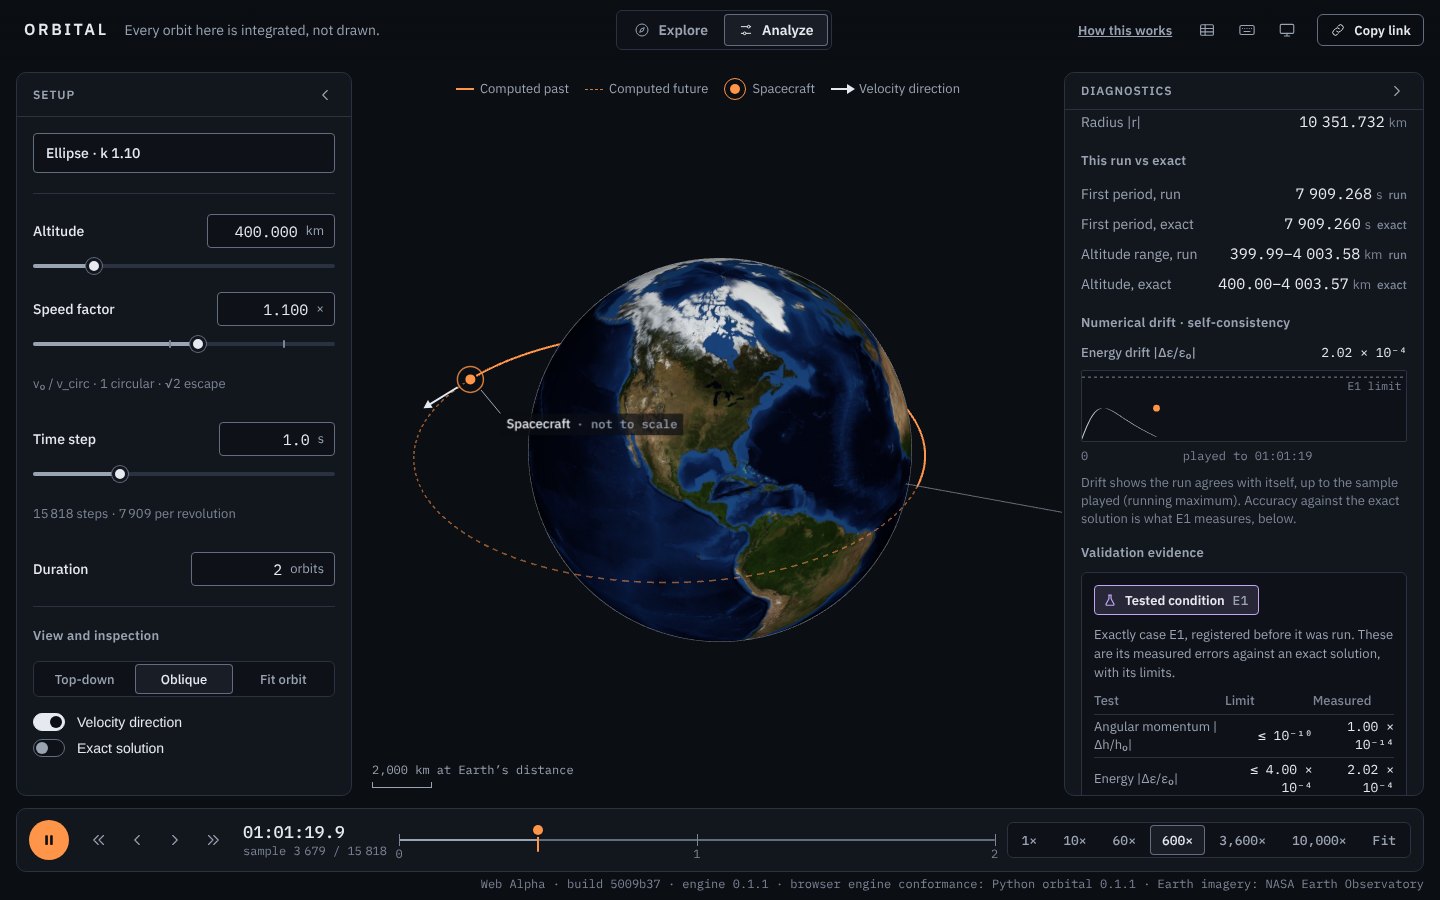 ORBITAL
Every orbit here is integrated, not drawn.
Explore
Analyze
How this works
Copy link
SETUP
Ellipse · k 1.10
Altitude
400.000 km
Speed factor
1.100 ×
v₀ / v_circ · 1 circular · √2 escape
Time step
1.0 s
15 818 steps · 7 909 per revolution
Duration
2 orbits
View and inspection
Top-down
Oblique
Fit orbit
Velocity direction
Exact solution
Computed past
Computed future
Spacecraft
Velocity direction
Spacecraft · not to scale
2,000 km at Earth’s distance
DIAGNOSTICS
Radius |r| 10 351.732 km
This run vs exact
First period, run 7 909.268 s run
First period, exact 7 909.260 s exact
Altitude range, run 399.99–4 003.58 km run
Altitude, exact 400.00–4 003.57 km exact
Numerical drift · self-consistency
Energy drift |Δε/ε₀| 2.02 × 10⁻⁴
E1 limit
0 played to 01:01:19
Drift shows the run agrees with itself, up to the sample
played (running maximum). Accuracy against the exact
solution is what E1 measures, below.
Validation evidence
Tested condition E1
Exactly case E1, registered before it was run. These
are its measured errors against an exact solution,
with its limits.
Test Limit Measured
Angular momentum |
Δh/h₀|
≤ 10⁻¹⁰
1.00 ×
10⁻¹⁴
Energy |Δε/ε₀|
≤ 4.00 ×
10⁻⁴
2.02 ×
10⁻⁴
01:01:19.9
sample 3 679 / 15 818
0 1 2
1× 10× 60× 600× 3,600× 10,000× Fit
Web Alpha · build 5009b37 · engine 0.1.1 · browser engine conformance: Python orbital 0.1.1 · Earth imagery: NASA Earth Observatory